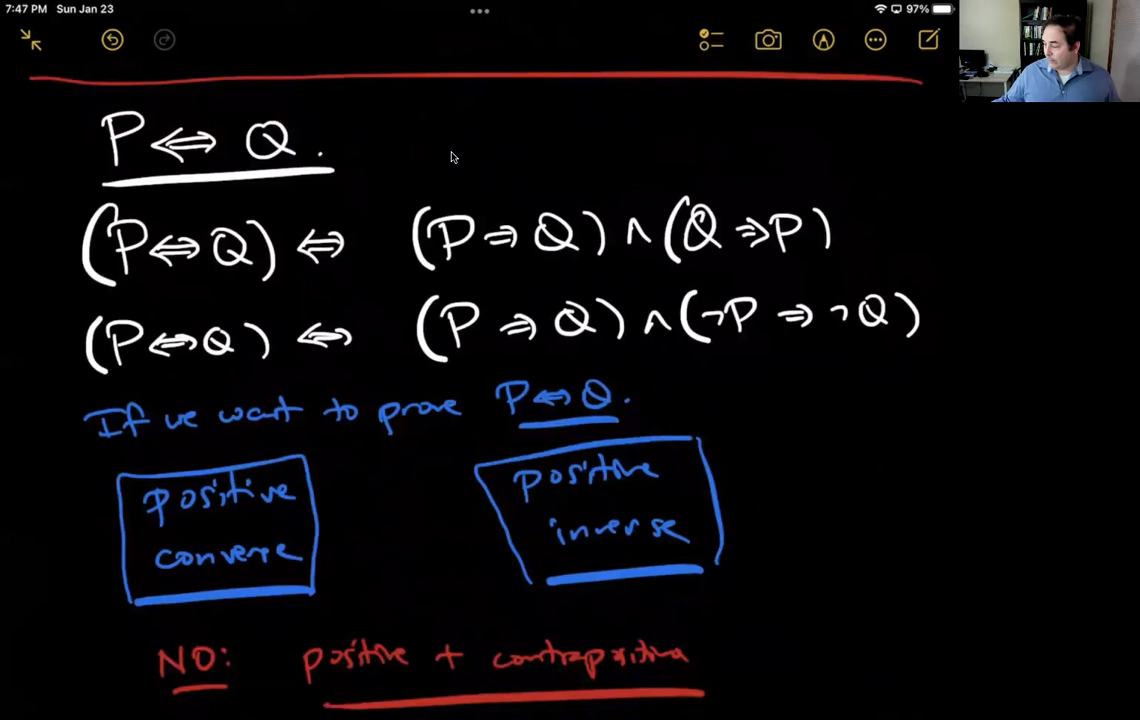 7:47 PM Sun Jan 23
97%
P ⟺ Q.
(P ⟺ Q) ⟺ (P ⇒ Q) ∧ (Q ⇒ P)
(P ⟺ Q) ⟺ (P ⇒ Q) ∧ (¬P ⇒ ¬Q)
If we want to prove P ⟺ Q.
positive
converse
positive
inverse
NO: positive + contrapositive